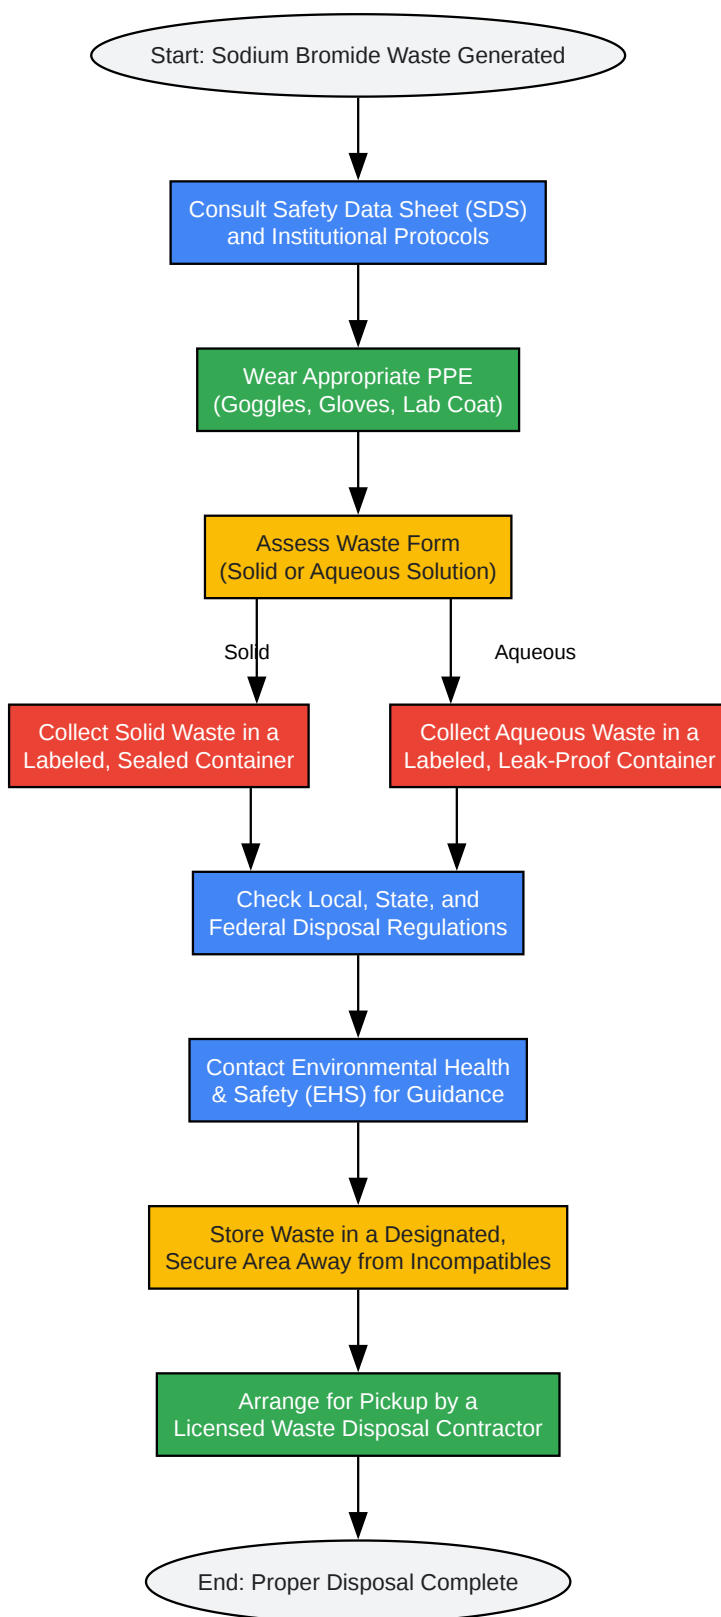 Start: Sodium Bromide Waste Generated
Consult Safety Data Sheet (SDS)
and Institutional Protocols
Wear Appropriate PPE
(Goggles, Gloves, Lab Coat)
Assess Waste Form
(Solid or Aqueous Solution)
Solid
Aqueous
Collect Solid Waste in a
Labeled, Sealed Container
Collect Aqueous Waste in a
Labeled, Leak-Proof Container
Check Local, State, and
Federal Disposal Regulations
Contact Environmental Health
& Safety (EHS) for Guidance
Store Waste in a Designated,
Secure Area Away from Incompatibles
Arrange for Pickup by a
Licensed Waste Disposal Contractor
End: Proper Disposal Complete